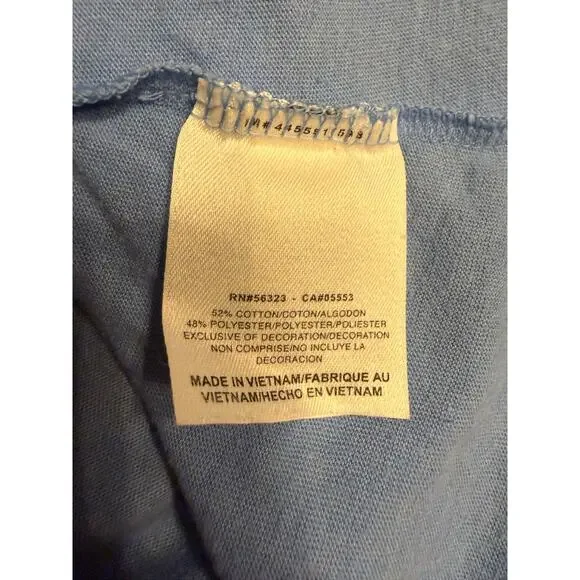 RN#56323 - CA#05553
52% COTTON/COTON/ALGODON
48% POLYESTER/POLYESTER/POLIESTER
EXCLUSIVE OF DECORATION/DECORATION
NON COMPRISE/NO INCLUYE LA
DECORACION
MADE IN VIETNAM/FABRIQUE AU
VIETNAM/HECHO EN VIETNAM